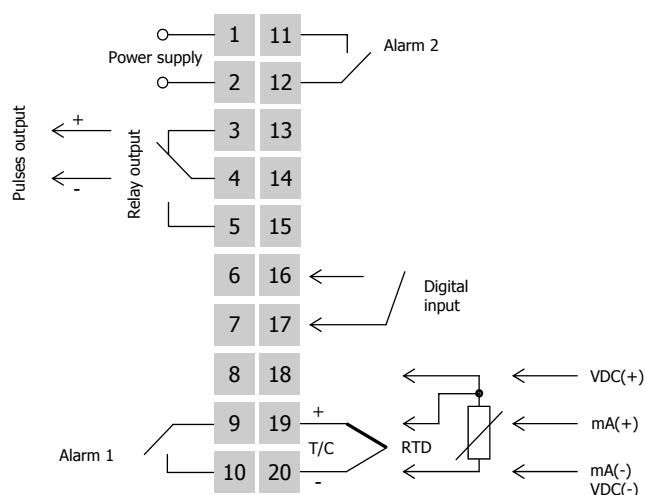 1 11
Power supply
Alarm 2
2 12
Pulses output
+
-
Relay output
3 13
4 14
5 15
6 16
Digital
input
7 17
8 18
VDC(+)
9 19
+
T/C
RTD
mA(+)
Alarm 1
10 20
-
mA(-)
VDC(-)